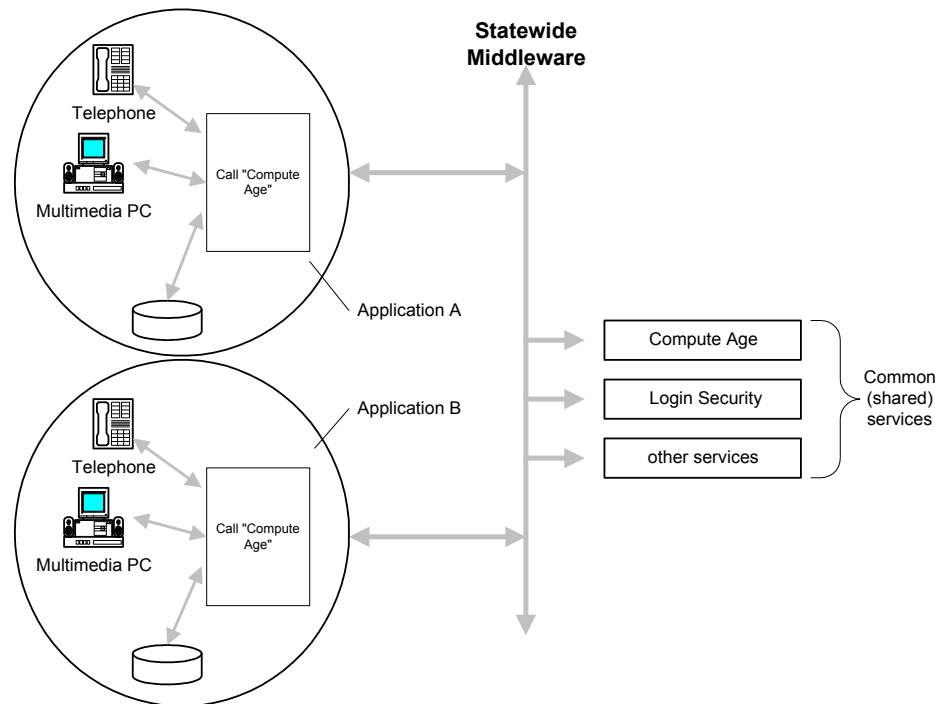 Statewide
Middleware
Telephone
Call "Compute
Age"
Multimedia PC
Application A
Compute Age
Login Security
other services
Common
(shared)
services
Application B
Telephone
Call "Compute
Age"
Multimedia PC